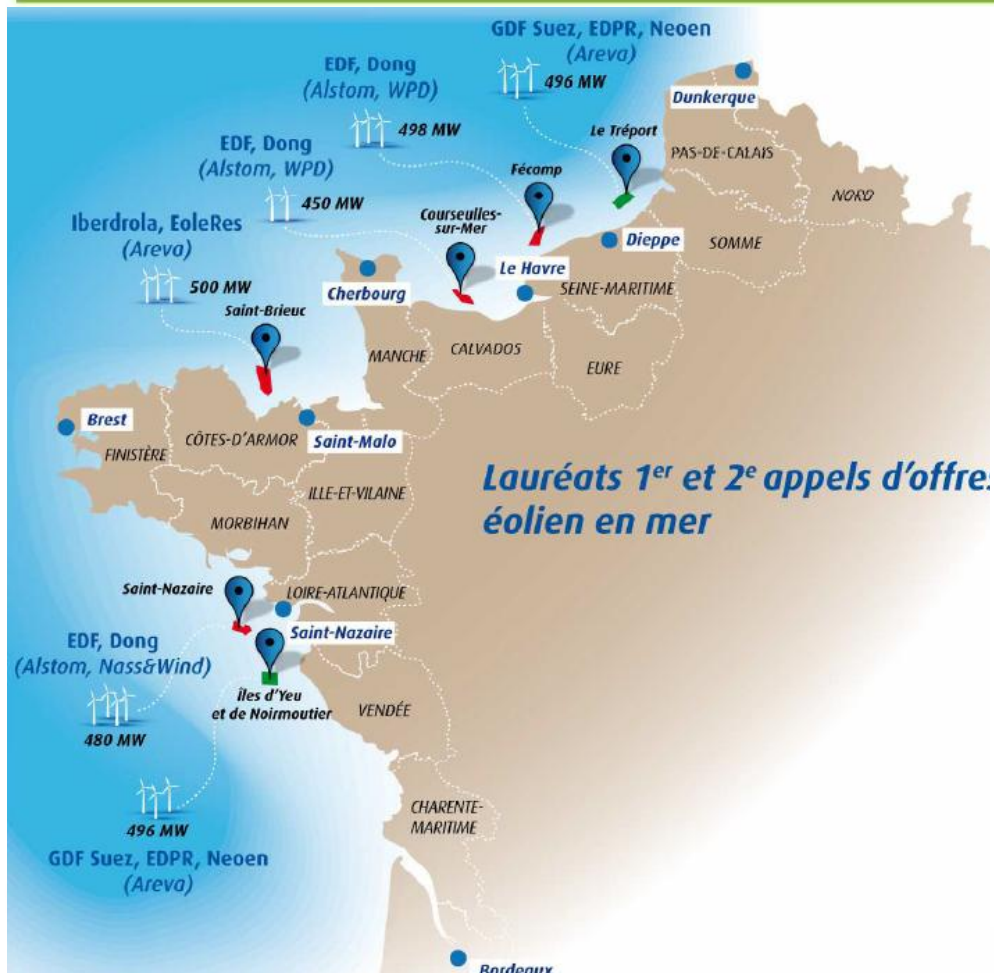 GDF Suez, EDPR, Neoen
(Areva)
496 MW
EDF, Dong
(Alstom, WPD)
498 MW
EDF, Dong
(Alstom, WPD)
450 MW
Iberdrola, EoleRes
(Areva)
500 MW
Saint-Brieuc
Courseulles-
sur-Mer
Fécamp
Le Tréport
Dunkerque
PAS-DE-CALAIS
NORD
Dieppe
SOMME
Le Havre
SEINE-MARITIME
Cherbourg
MANCHE
CALVADOS
EURE
Brest
FINISTÈRE
CÔTES-D'ARMOR
Saint-Malo
ILLE-ET-VILAINE
MORBIHAN
Lauréats 1er et 2e appels d'offres
éolien en mer
Saint-Nazaire
LOIRE-ATLANTIQUE
Saint-Nazaire
EDF, Dong
(Alstom, Nass&Wind)
480 MW
Îles d'Yeu
et de Noirmoutier
VENDÉE
496 MW
GDF Suez, EDPR, Neoen
(Areva)
CHARENTE-
MARITIME
Bordeaux